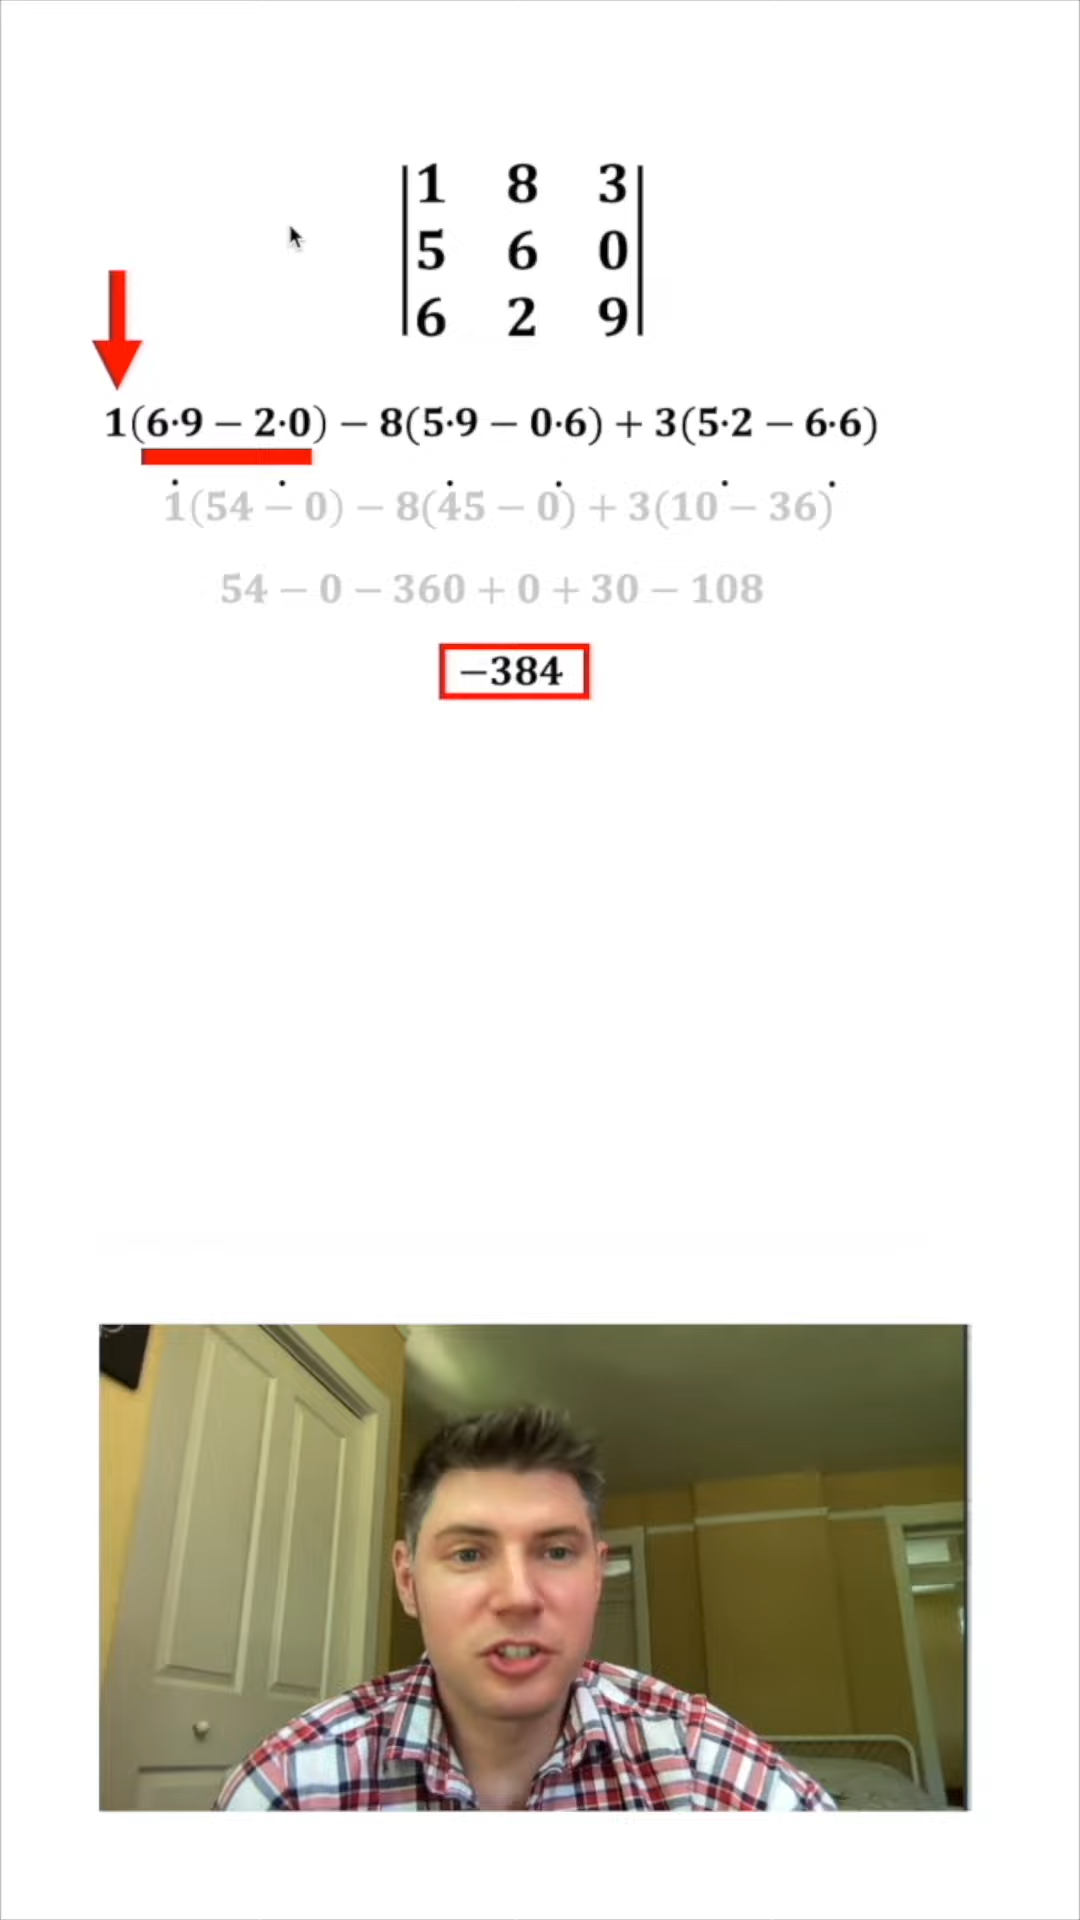 |1 8 3|
|5 6 0|
|6 2 9|
1(6·9 − 2·0) − 8(5·9 − 0·6) + 3(5·2 − 6·6)
1(54 − 0) − 8(45 − 0) + 3(10 − 36)
54 − 0 − 360 + 0 + 30 − 108
−384